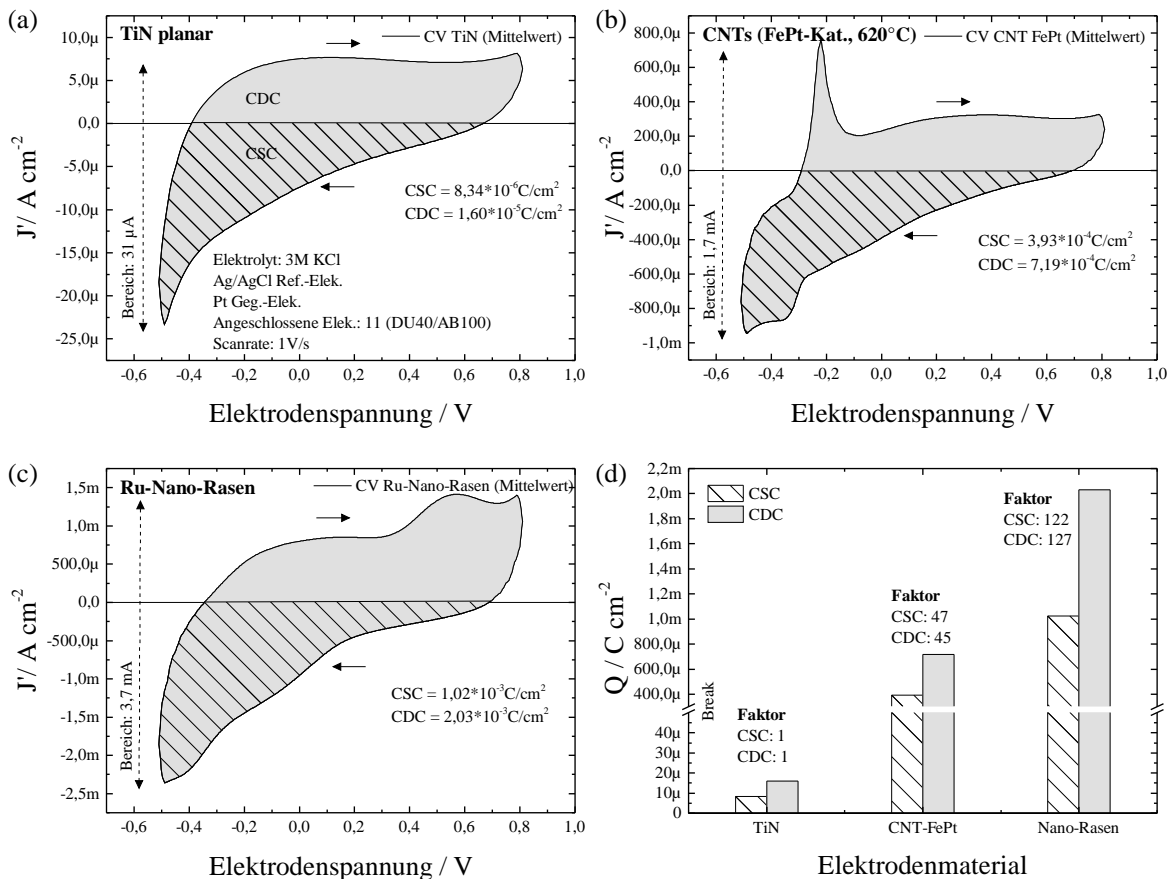 (a)
TiN planar
CV TiN (Mittelwert)
10,0µ
5,0µ
0,0
-5,0µ
-10,0µ
-15,0µ
-20,0µ
-25,0µ
J'/ A cm-2
Bereich: 31 µA
CDC
CSC
CSC = 8,34*10-6C/cm2
CDC = 1,60*10-5C/cm2
Elektrolyt: 3M KCl
Ag/AgCl Ref.-Elek.
Pt Geg.-Elek.
Angeschlossene Elek.: 11 (DU40/AB100)
Scanrate: 1V/s
-0,6 -0,4 -0,2 0,0 0,2 0,4 0,6 0,8 1,0
Elektrodenspannung / V
(b)
CNTs (FePt-Kat., 620°C)
CV CNT FePt (Mittelwert)
800,0µ
600,0µ
400,0µ
200,0µ
0,0
-200,0µ
-400,0µ
-600,0µ
-800,0µ
-1,0m
J'/ A cm-2
Bereich: 1,7 mA
CSC = 3,93*10-4C/cm2
CDC = 7,19*10-4C/cm2
-0,6 -0,4 -0,2 0,0 0,2 0,4 0,6 0,8 1,0
Elektrodenspannung / V
(c)
Ru-Nano-Rasen
CV Ru-Nano-Rasen (Mittelwert)
1,5m
1,0m
500,0µ
0,0
-500,0µ
-1,0m
-1,5m
-2,0m
-2,5m
J'/ A cm-2
Bereich: 3,7 mA
CSC = 1,02*10-3C/cm2
CDC = 2,03*10-3C/cm2
-0,6 -0,4 -0,2 0,0 0,2 0,4 0,6 0,8 1,0
Elektrodenspannung / V
(d)
CSC
CDC
2,2m
2,0m
1,8m
1,6m
1,4m
1,2m
1,0m
800,0µ
600,0µ
400,0µ
40µ
30µ
20µ
10µ
0
Q / C cm-2
Break
Faktor
CSC: 1
CDC: 1
Faktor
CSC: 47
CDC: 45
Faktor
CSC: 122
CDC: 127
TiN CNT-FePt Nano-Rasen
Elektrodenmaterial